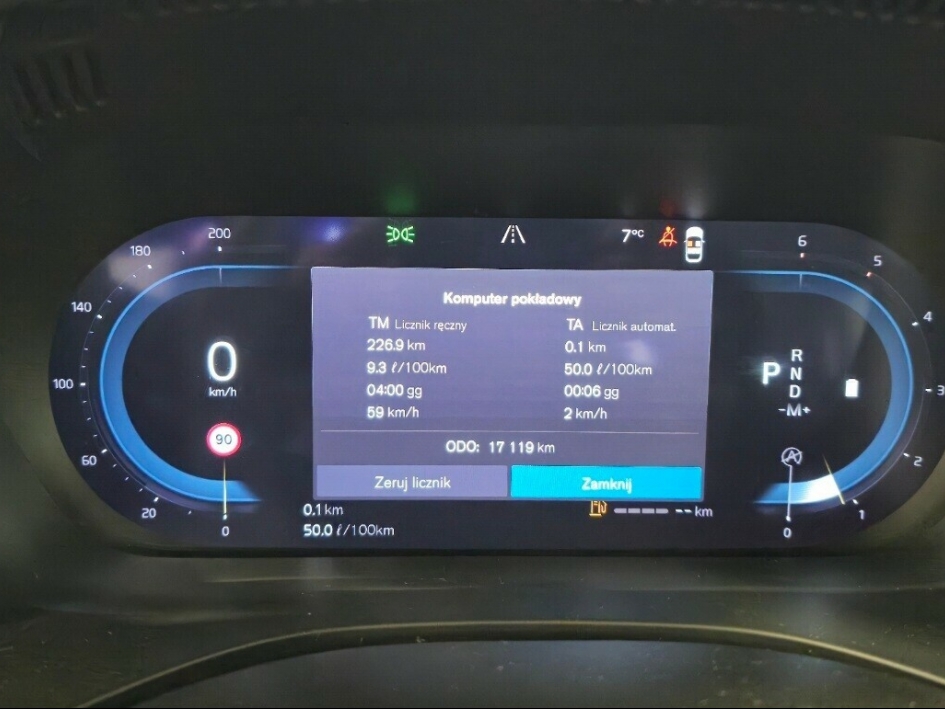 200
180
140
100
60
20
0
0
km/h
90
7°C
Komputer pokładowy
TM Licznik ręczny
226.9 km
9.3 ℓ/100km
04:00 gg
59 km/h
TA Licznik automat.
0.1 km
50.0 ℓ/100km
00:06 gg
2 km/h
ODO: 17 119 km
Zeruj licznik
Zamknij
0.1 km
50.0 ℓ/100km
-- km
6
5
4
3
2
1
0
P
R
N
D
-M+
A